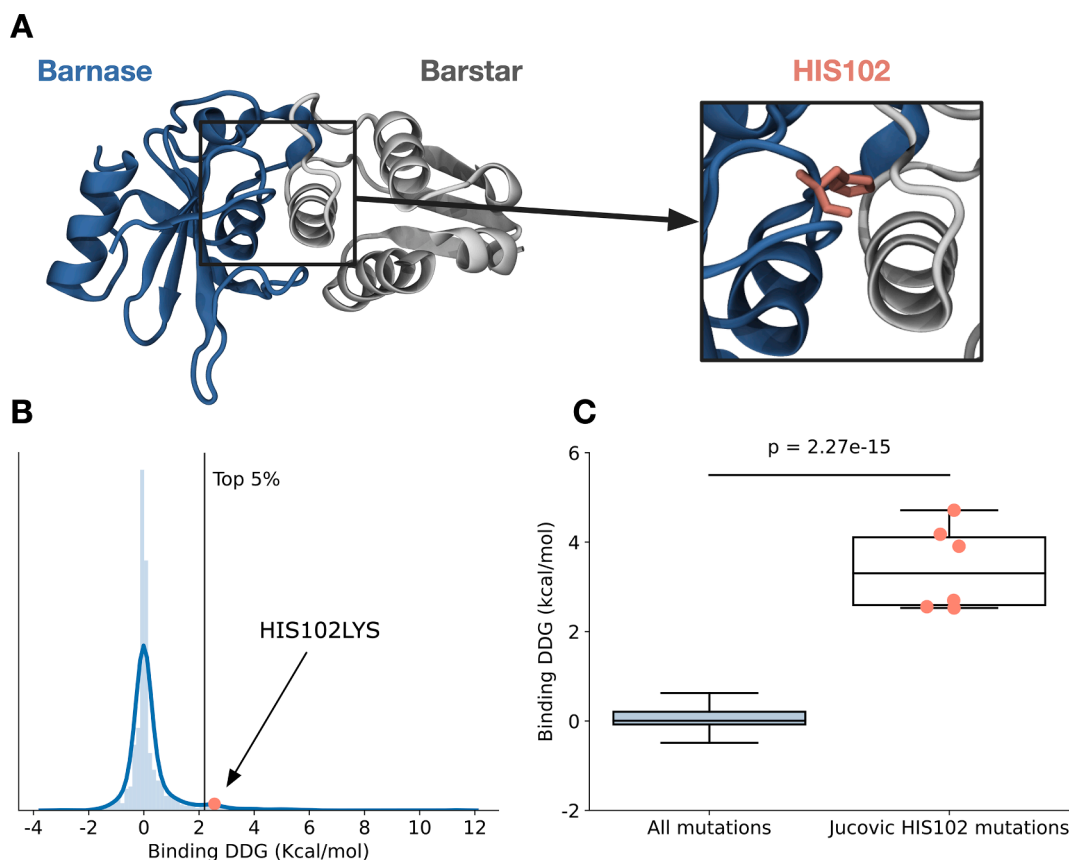 A
Barnase
Barstar
HIS102
B
Top 5%
HIS102LYS
-4 -2 0 2 4 6 8 10 12
Binding DDG (Kcal/mol)
C
p = 2.27e-15
6
4
2
0
-2
Binding DDG (kcal/mol)
All mutations
Jucovic HIS102 mutations